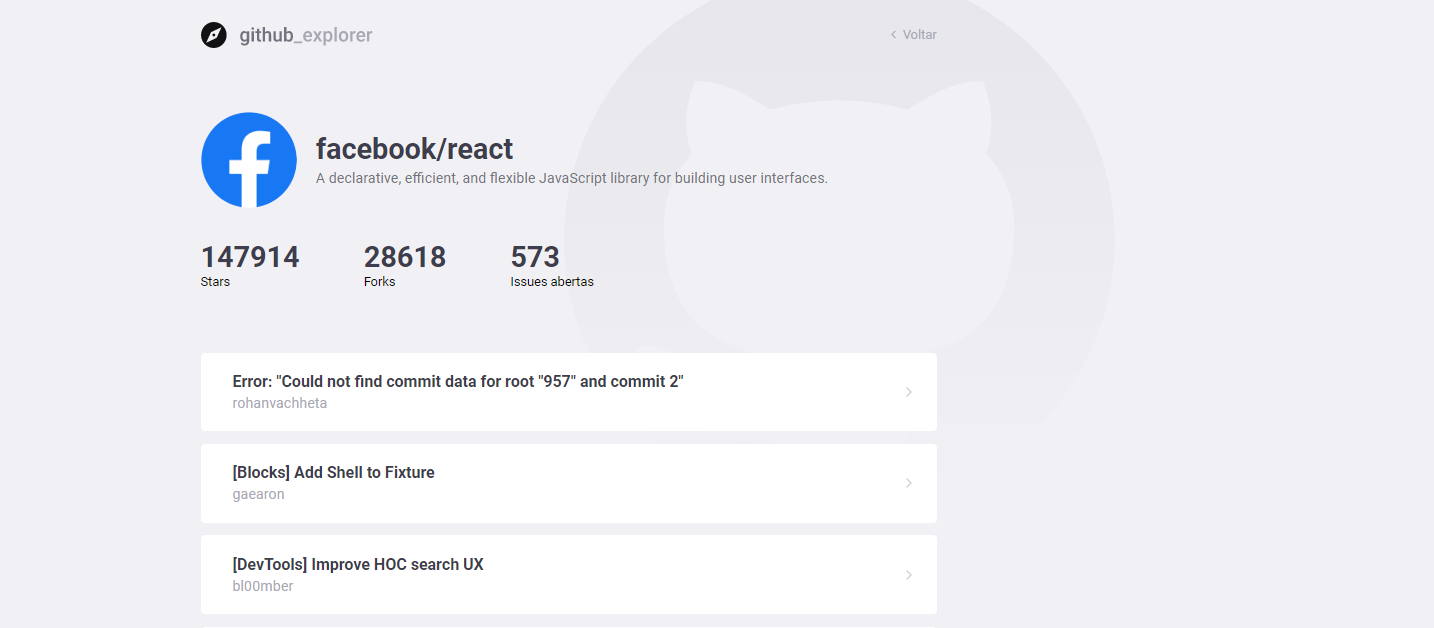 github_explorer
Voltar
facebook/react
A declarative, efficient, and flexible JavaScript library for building user interfaces.
147914
Stars
28618
Forks
573
Issues abertas
Error: "Could not find commit data for root "957" and commit 2"
rohanvachheta
[Blocks] Add Shell to Fixture
gaearon
[DevTools] Improve HOC search UX
bl00mber